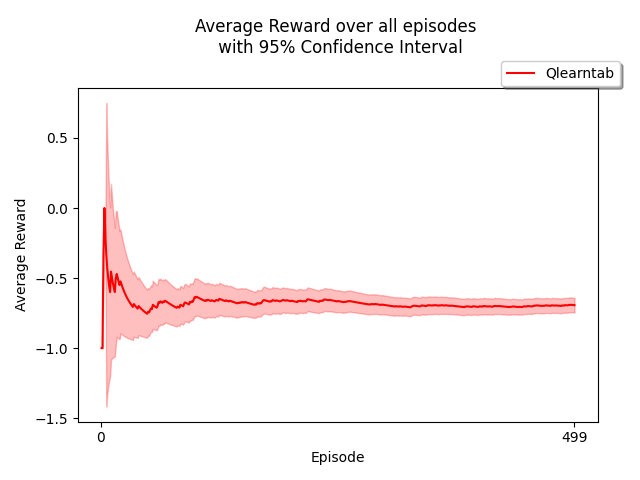 Average Reward over all episodes
with 95% Confidence Interval
Qlearntab
0.5
0.0
−0.5
−1.0
−1.5
Average Reward
0
499
Episode